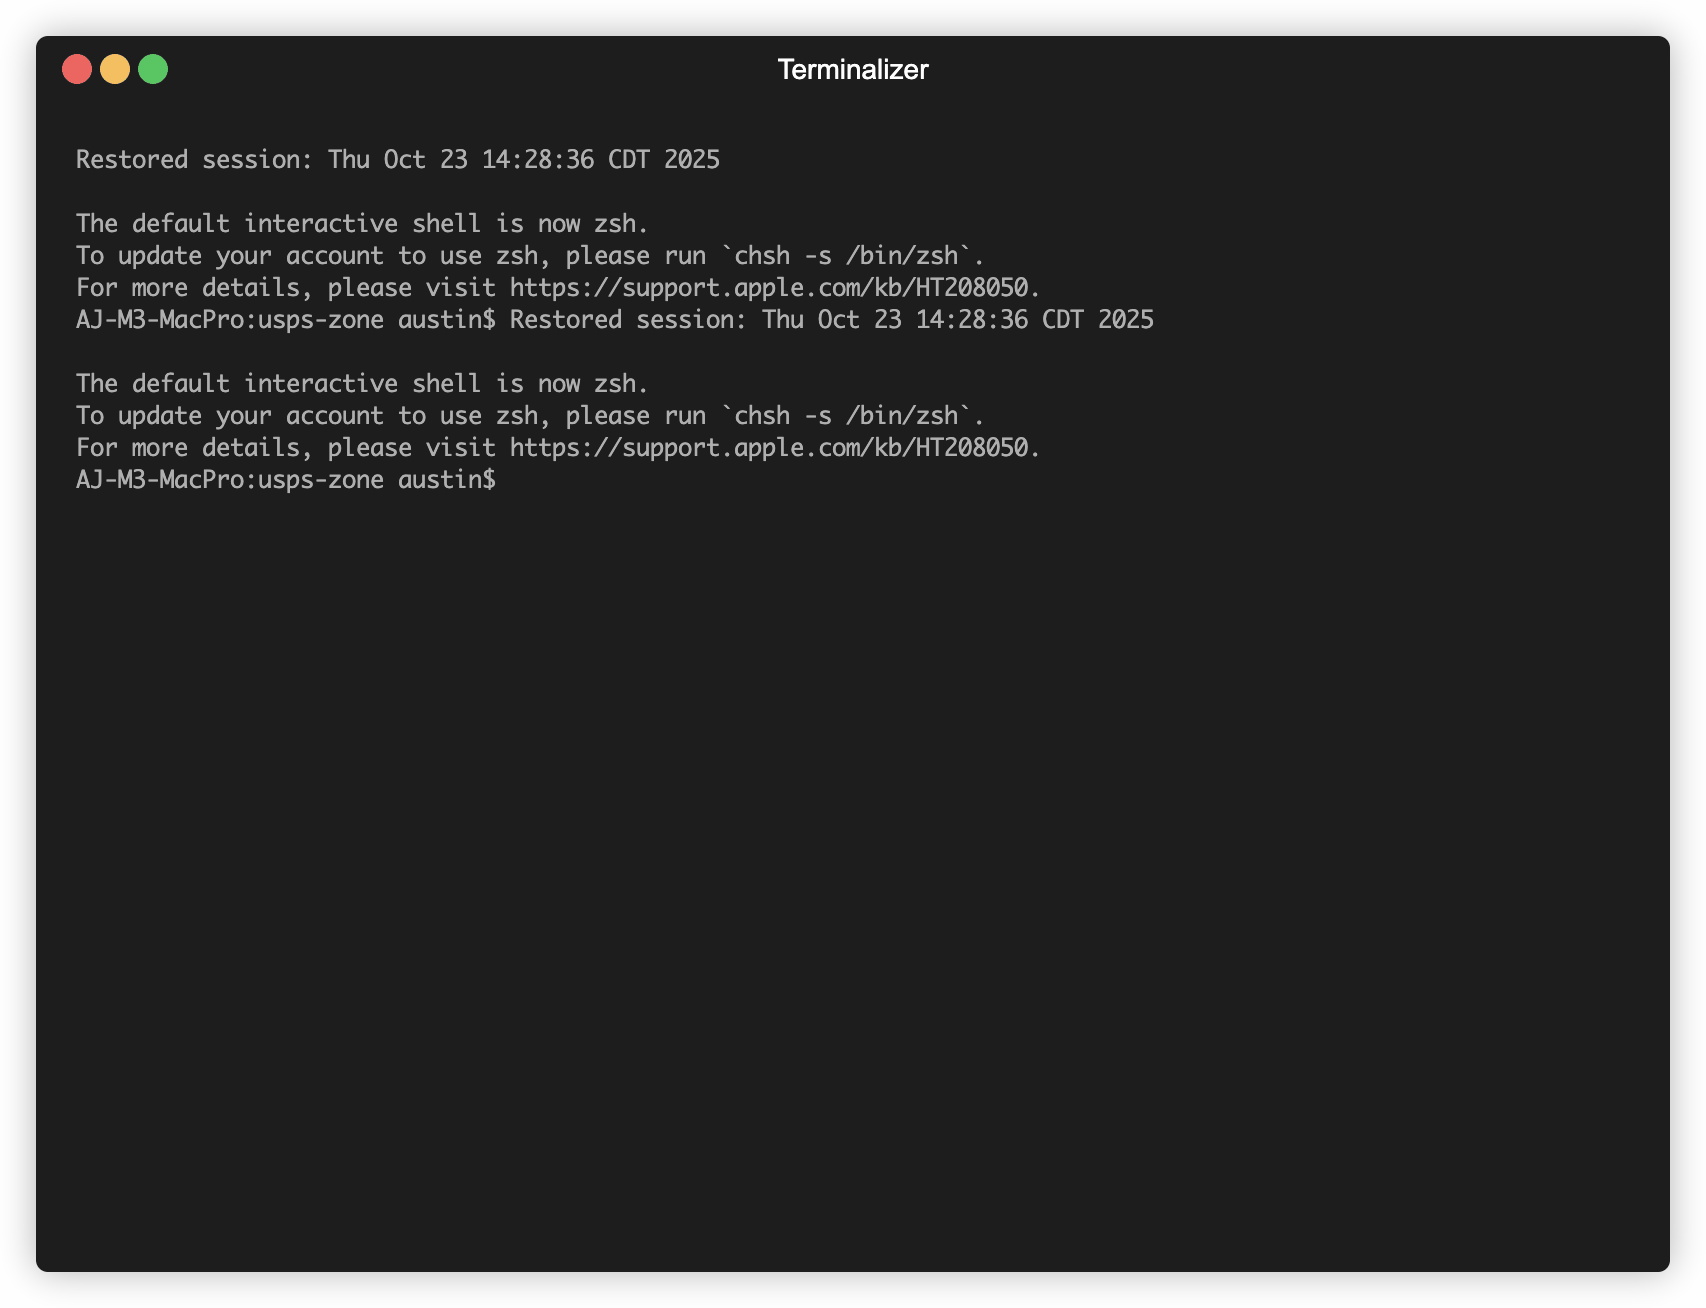 Terminalizer
Restored session: Thu Oct 23 14:28:36 CDT 2025
The default interactive shell is now zsh.
To update your account to use zsh, please run `chsh -s /bin/zsh`.
For more details, please visit https://support.apple.com/kb/HT208050.
AJ-M3-MacPro:usps-zone austin$ Restored session: Thu Oct 23 14:28:36 CDT 2025
The default interactive shell is now zsh.
To update your account to use zsh, please run `chsh -s /bin/zsh`.
For more details, please visit https://support.apple.com/kb/HT208050.
AJ-M3-MacPro:usps-zone austin$